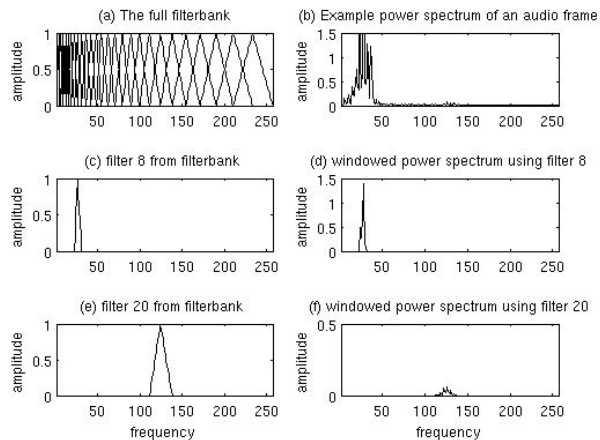 (a) The full filterbank
amplitude
1
0.5
0
50 100 150 200 250
(b) Example power spectrum of an audio frame
amplitude
1.5
1
0.5
0
50 100 150 200 250
(c) filter 8 from filterbank
amplitude
1
0.5
0
50 100 150 200 250
(d) windowed power spectrum using filter 8
amplitude
1.5
1
0.5
0
50 100 150 200 250
(e) filter 20 from filterbank
amplitude
1
0.5
0
50 100 150 200 250
frequency
(f) windowed power spectrum using filter 20
amplitude
0.5
0
50 100 150 200 250
frequency